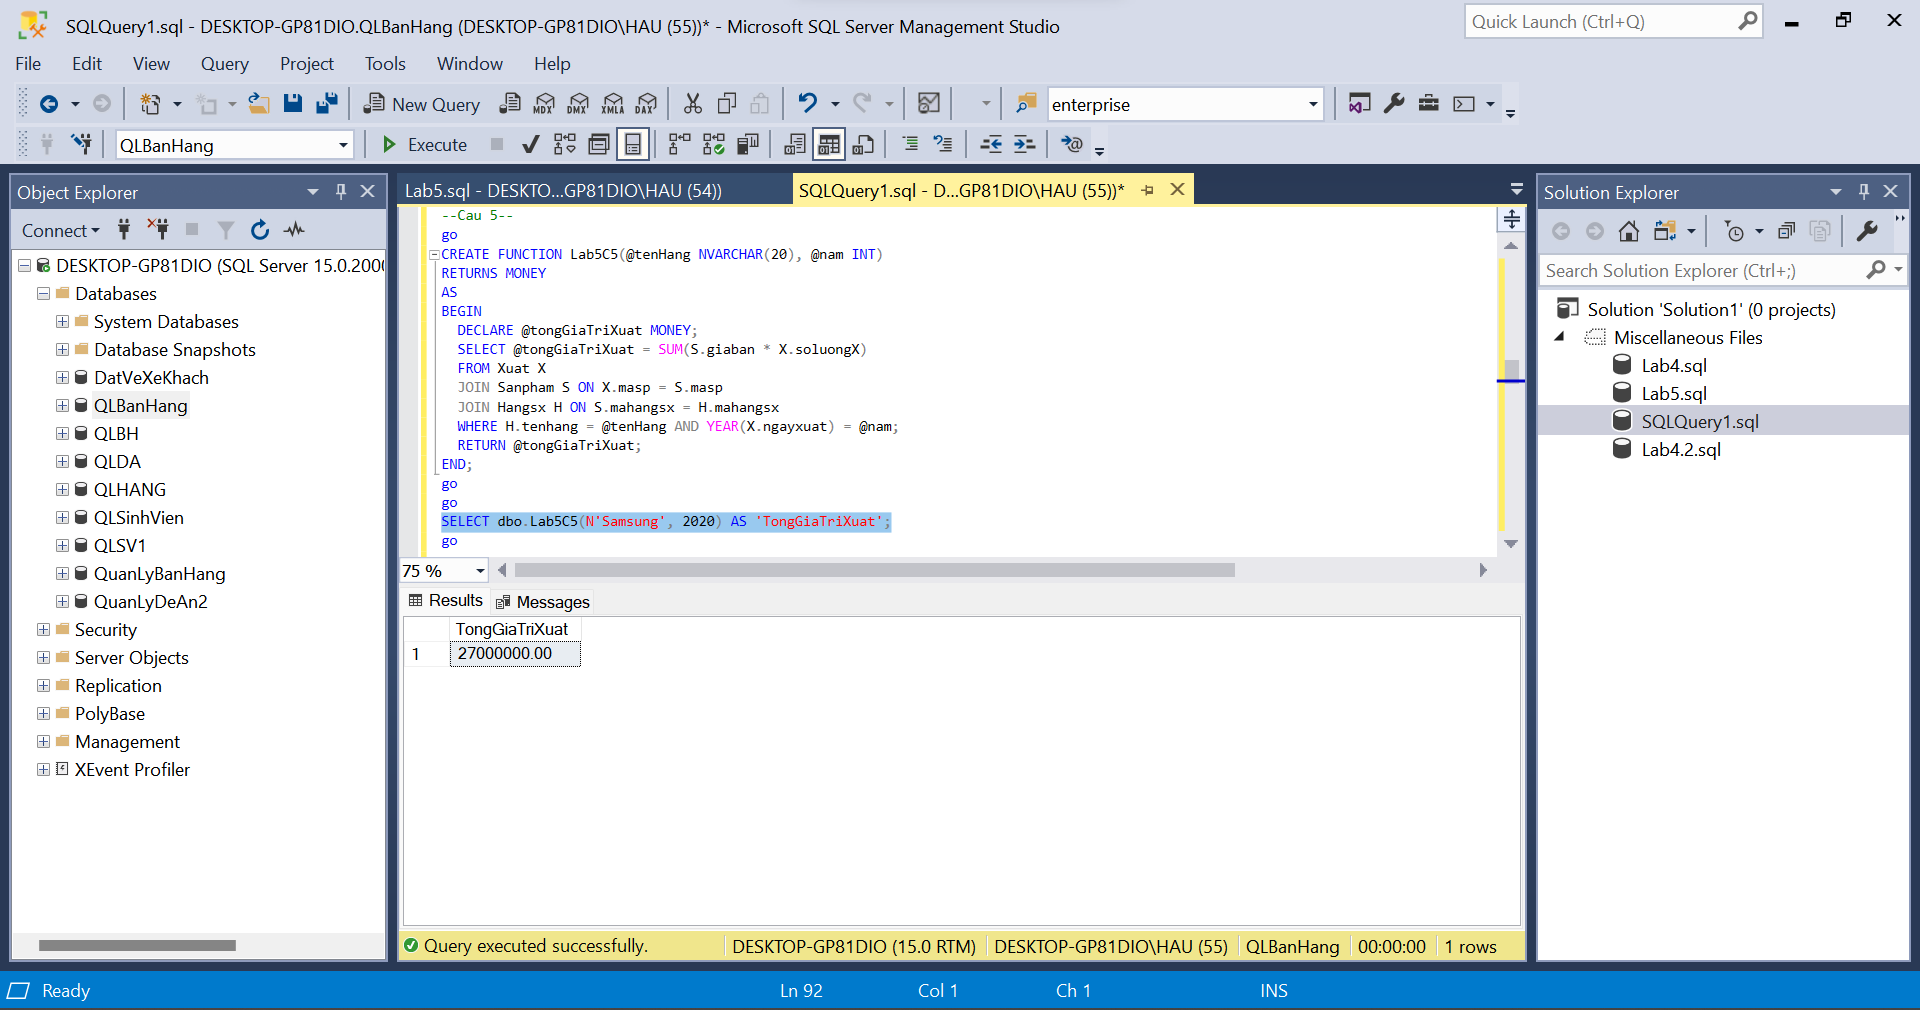 SQLQuery1.sql - DESKTOP-GP81DIO.QLBanHang (DESKTOP-GP81DIO\HAU (55))* - Microsoft SQL Server Management Studio
Quick Launch (Ctrl+Q)
File Edit View Query Project Tools Window Help
New Query MDX DMX XMLA DAX enterprise
QLBanHang Execute
Object Explorer
Connect
DESKTOP-GP81DIO (SQL Server 15.0.200
Databases
System Databases
Database Snapshots
DatVeXeKhach
QLBanHang
QLBH
QLDA
QLHANG
QLSinhVien
QLSV1
QuanLyBanHang
QuanLyDeAn2
Security
Server Objects
Replication
PolyBase
Management
XEvent Profiler
Lab5.sql - DESKTO...GP81DIO\HAU (54))
SQLQuery1.sql - D...GP81DIO\HAU (55))*
--Cau 5--
go
CREATE FUNCTION Lab5C5(@tenHang NVARCHAR(20), @nam INT)
RETURNS MONEY
AS
BEGIN
DECLARE @tongGiaTriXuat MONEY;
SELECT @tongGiaTriXuat = SUM(S.giaban * X.soluongX)
FROM Xuat X
JOIN Sanpham S ON X.masp = S.masp
JOIN Hangsx H ON S.mahangsx = H.mahangsx
WHERE H.tenhang = @tenHang AND YEAR(X.ngayxuat) = @nam;
RETURN @tongGiaTriXuat;
END;
go
go
SELECT dbo.Lab5C5(N'Samsung', 2020) AS 'TongGiaTriXuat';
go
75 %
Results Messages
TongGiaTriXuat
1 27000000.00
Query executed successfully. DESKTOP-GP81DIO (15.0 RTM) DESKTOP-GP81DIO\HAU (55) QLBanHang 00:00:00 1 rows
Solution Explorer
Search Solution Explorer (Ctrl+;)
Solution 'Solution1' (0 projects)
Miscellaneous Files
Lab4.sql
Lab5.sql
SQLQuery1.sql
Lab4.2.sql
Ready Ln 92 Col 1 Ch 1 INS